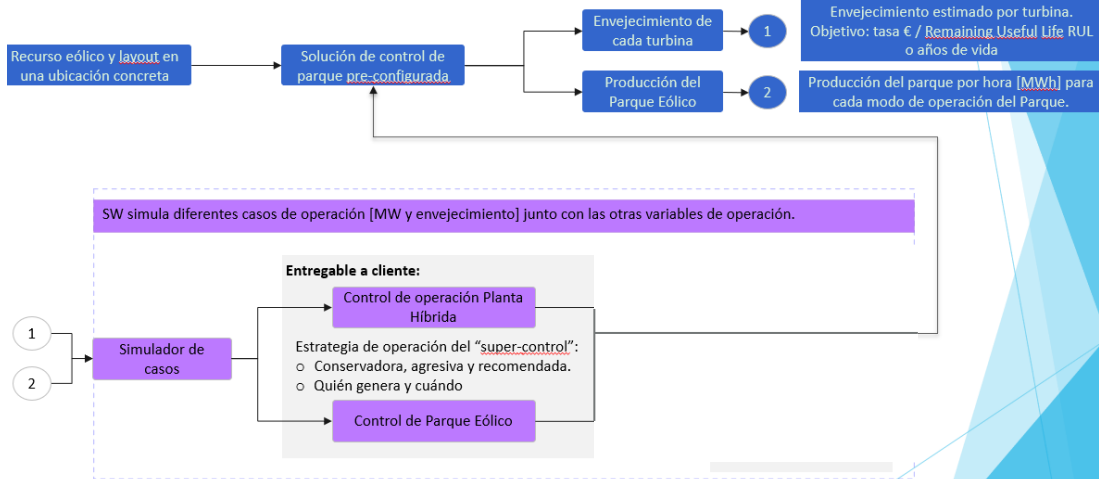 Recurso eólico y layout en
una ubicación concreta
Solución de control de
parque pre-configurada
Envejecimiento de
cada turbina
1
Envejecimiento estimado por turbina.
Objetivo: tasa € / Remaining Useful Life RUL
o años de vida
Producción del
Parque Eólico
2
Producción del parque por hora [MWh] para
cada modo de operación del Parque.
SW simula diferentes casos de operación [MW y envejecimiento] junto con las otras variables de operación.
1
2
Simulador de
casos
Entregable a cliente:
Control de operación Planta
Híbrida
Estrategia de operación del “super-control”:
o Conservadora, agresiva y recomendada.
o Quién genera y cuándo
Control de Parque Eólico